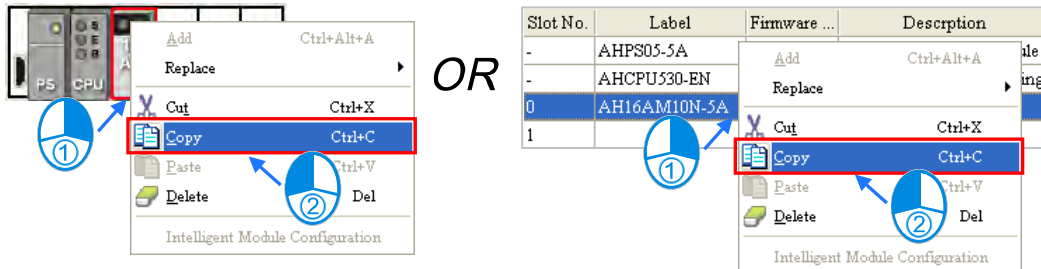 PS CPU
Add Ctrl+Alt+A
Replace
Cut Ctrl+X
Copy Ctrl+C
Paste Ctrl+V
Delete Del
Intelligent Module Configuration
1
2
OR
Slot No. Label Firmware ... Descrption
- AHPS05-5A
- AHCPU530-EN
0 AH16AM10N-5A
1
Add Ctrl+Alt+A
Replace
Cut Ctrl+X
Copy Ctrl+C
Paste Ctrl+V
Delete Del
Intelligent Module Configuration
1
2